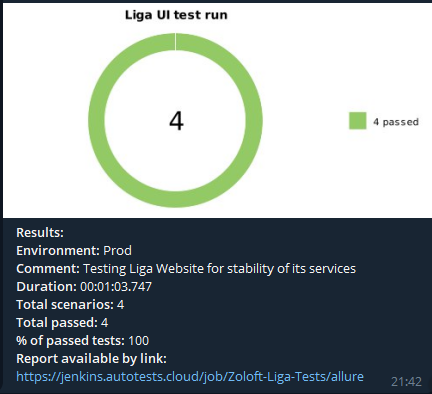 Liga UI test run
4
4 passed
Results:
Environment: Prod
Comment: Testing Liga Website for stability of its services
Duration: 00:01:03.747
Total scenarios: 4
Total passed: 4
% of passed tests: 100
Report available by link:
https://jenkins.autotests.cloud/job/Zoloft-Liga-Tests/allure
21:42